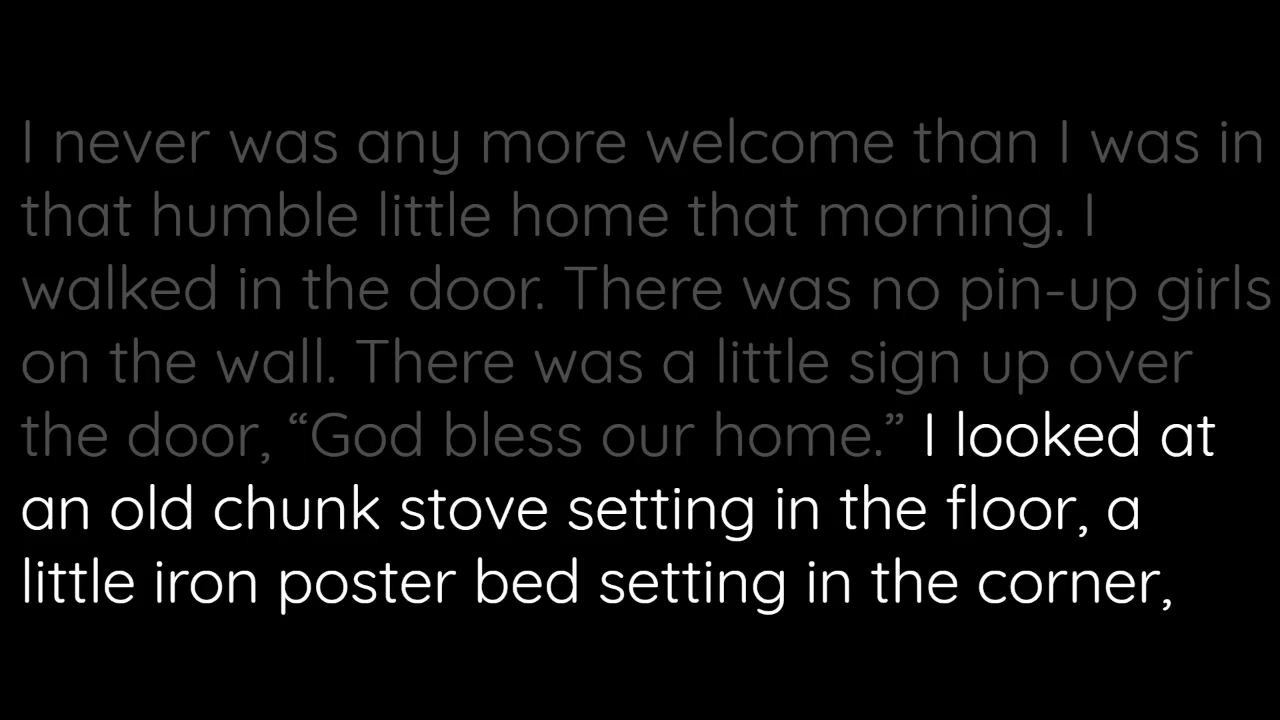 I never was any more welcome than I was in
that humble little home that morning. I
walked in the door. There was no pin-up girls
on the wall. There was a little sign up over
the door, “God bless our home.” I looked at
an old chunk stove setting in the floor, a
little iron poster bed setting in the corner,